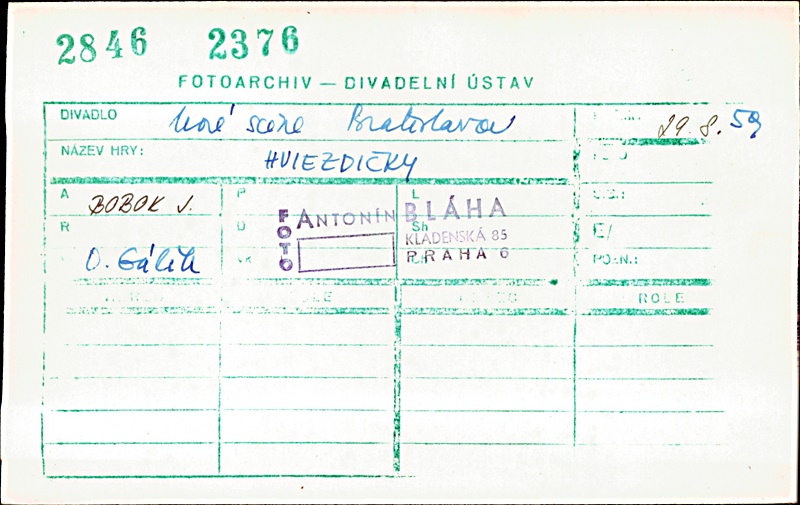 2846 2376
FOTOARCHIV — DIVADELNÍ ÚSTAV
DIVADLO Nová scéna Bratislava 29. 8. 59
NÁZEV HRY: HVIEZDIČKY
A BOBOK J. P L
FOTO ANTONÍN BLÁHA
R D Sh E/
KLADENSKÁ 85
O. Gálik PRAHA 6
ROLE